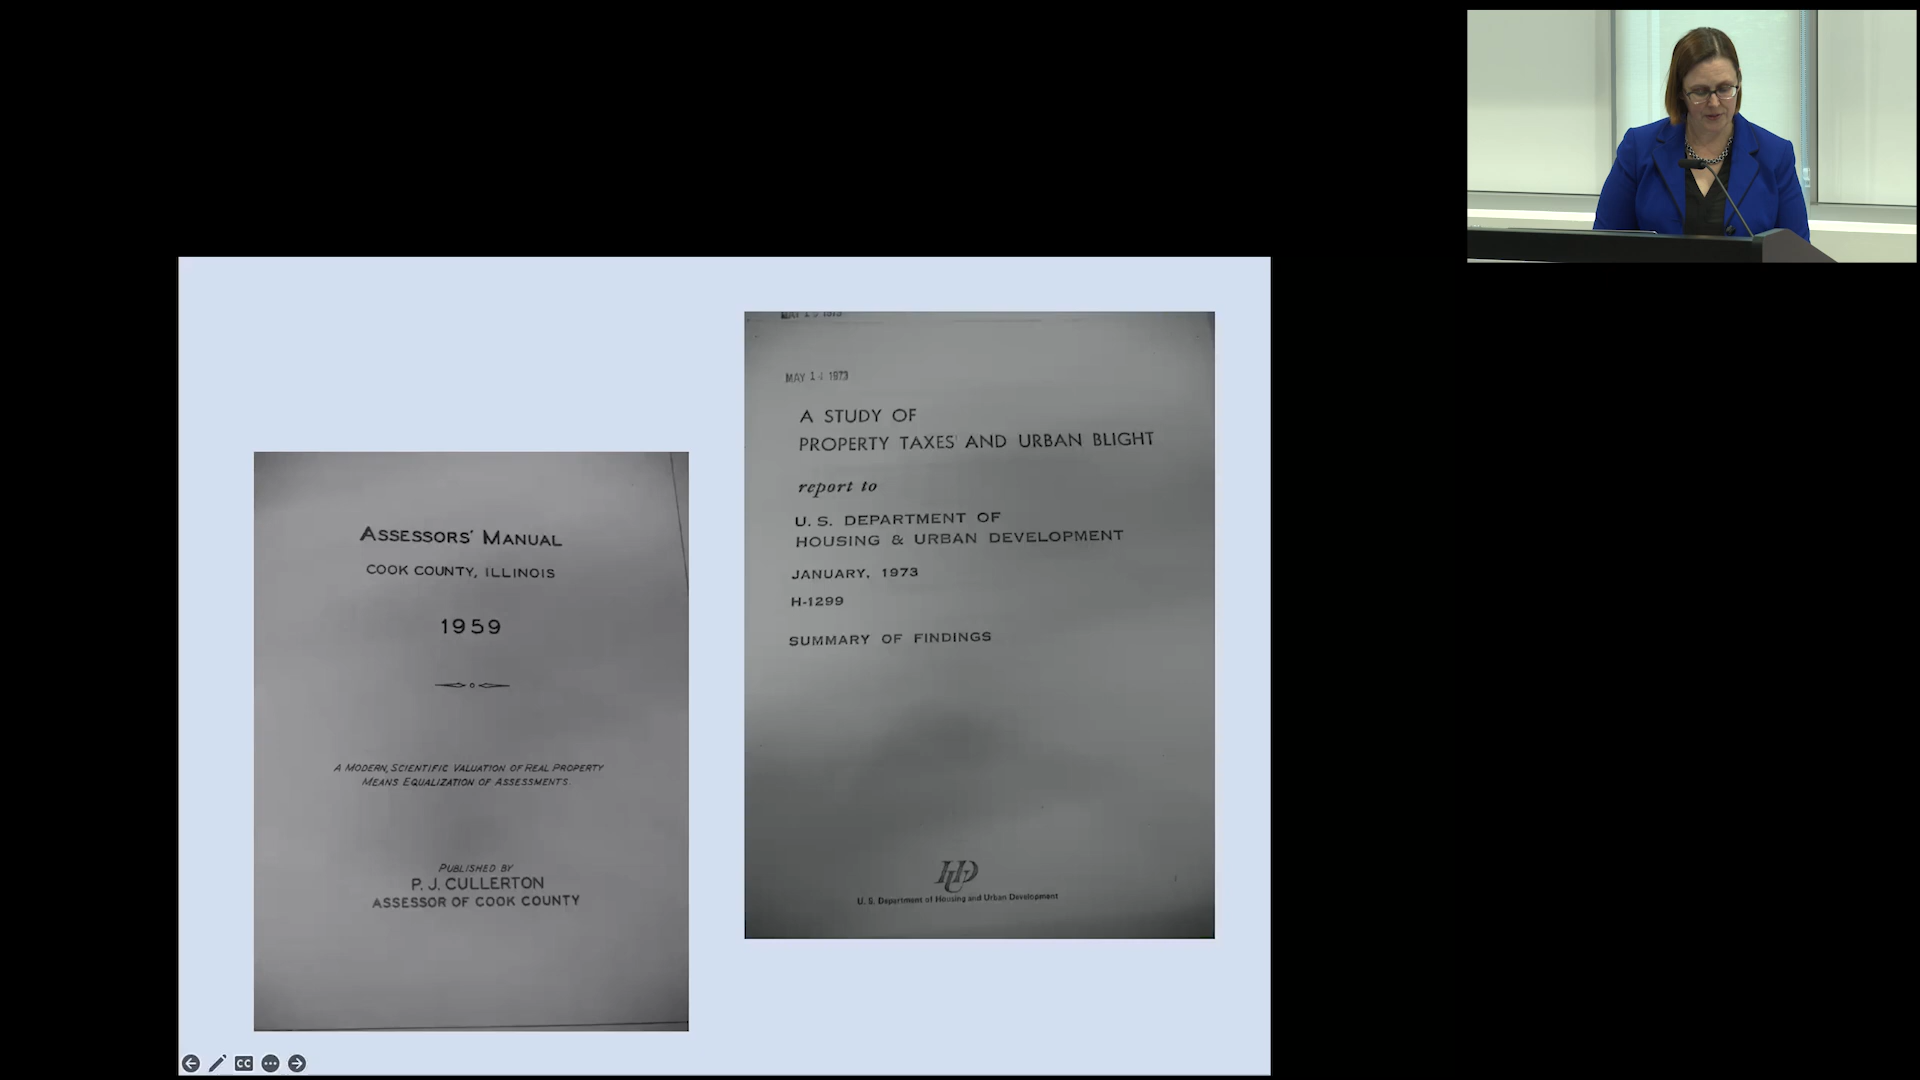 ASSESSORS' MANUAL
COOK COUNTY, ILLINOIS
1959
A MODERN, SCIENTIFIC VALUATION OF REAL PROPERTY
MEANS EQUALIZATION OF ASSESSMENTS.
PUBLISHED BY
P. J. CULLERTON
ASSESSOR OF COOK COUNTY
1973
A STUDY OF
PROPERTY TAXES AND URBAN BLIGHT
report to
U. S. DEPARTMENT OF
HOUSING & URBAN DEVELOPMENT
JANUARY, 1973
H-1299
SUMMARY OF FINDINGS
HUD
U. S. Department of Housing and Urban Development
CC